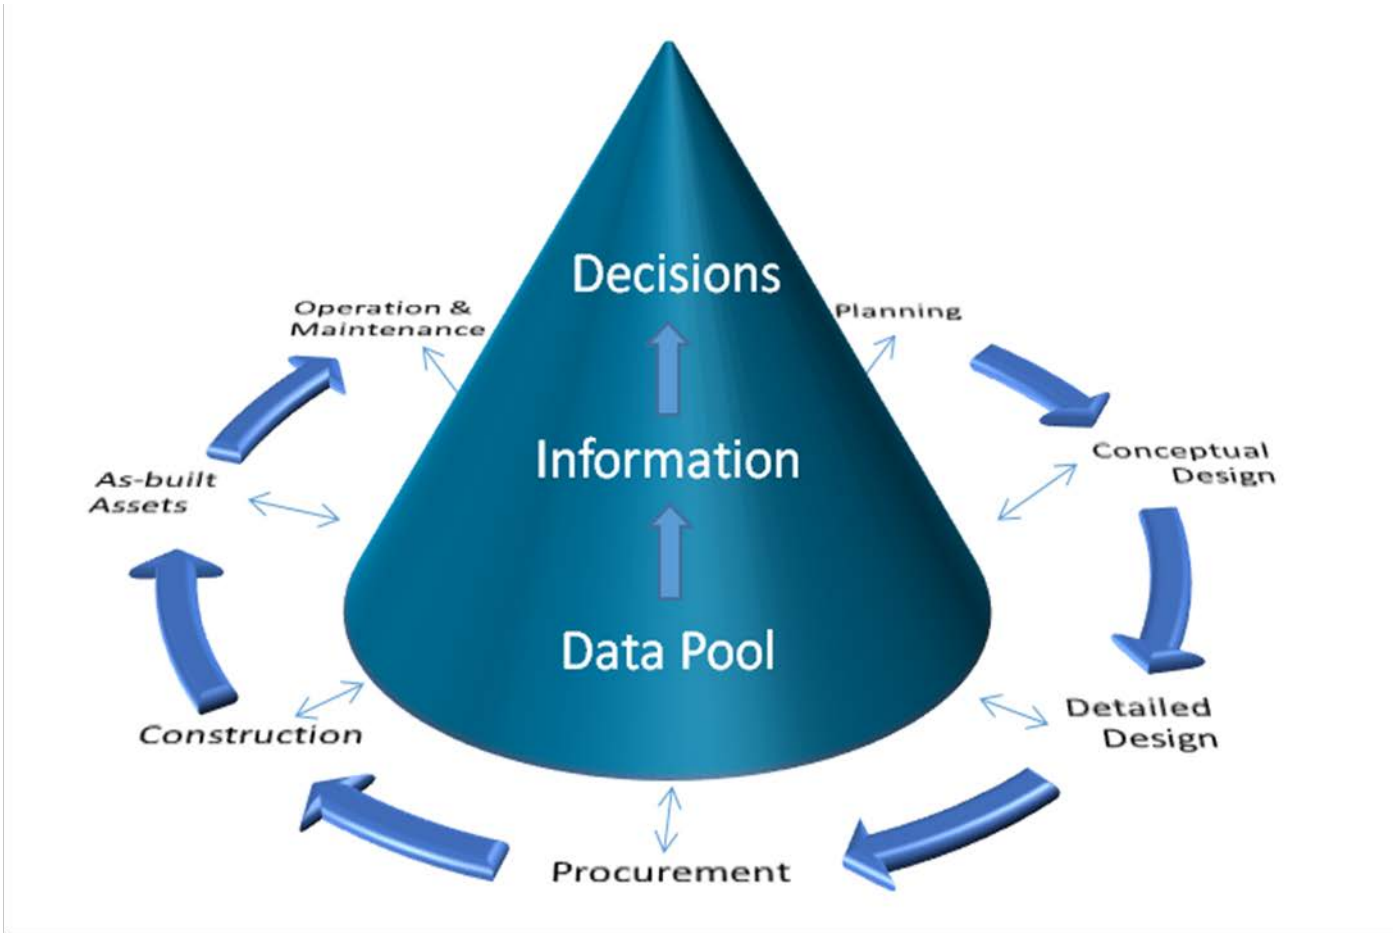 Decisions
Operation &
Maintenance
Planning
Information
Conceptual
Design
As-built
Assets
Data Pool
Detailed
Design
Construction
Procurement